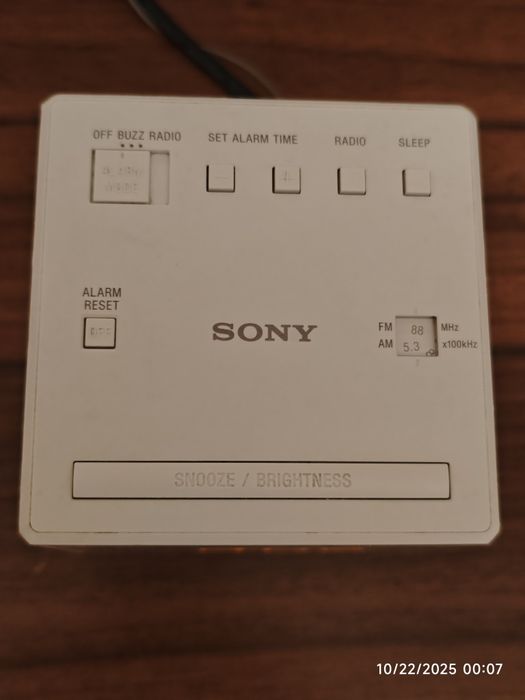 OFF BUZZ RADIO
SET ALARM TIME
RADIO
SLEEP
ALARM
RESET
SONY
FM 88 MHz
AM 5.3 x100kHz
SNOOZE / BRIGHTNESS
10/22/2025 00:07